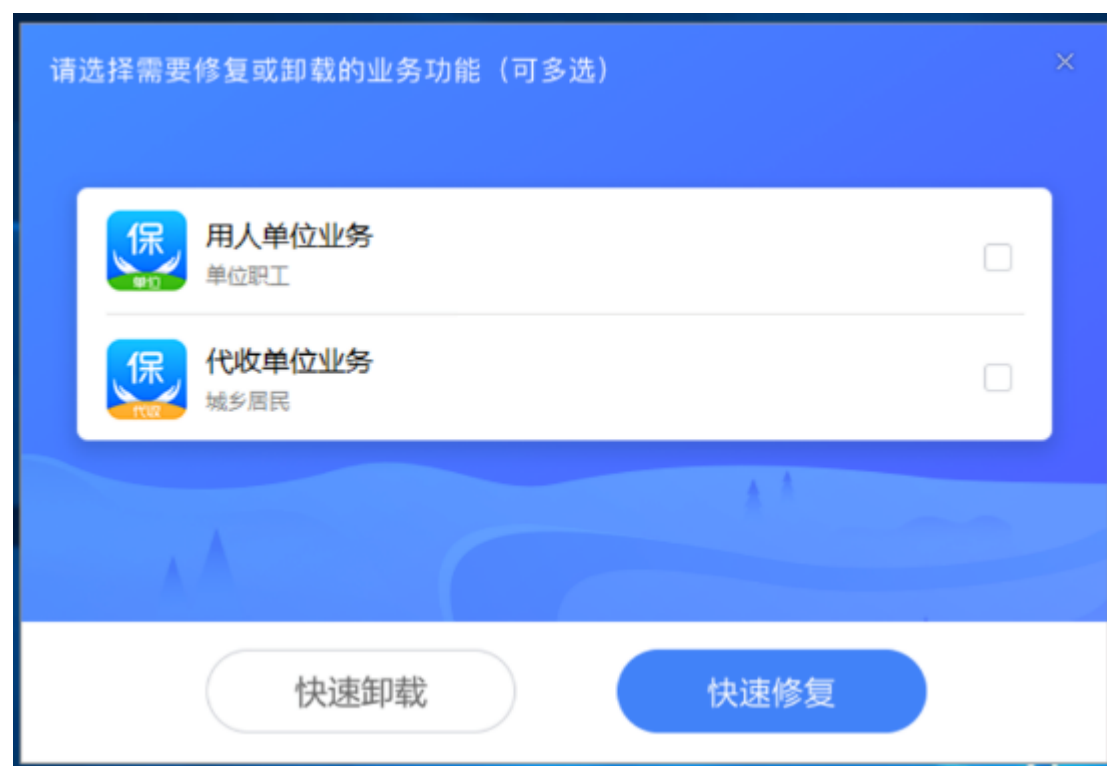 请选择需要修复或卸载的业务功能（可多选）
×
保
单位
用人单位业务
单位职工
保
代收
代收单位业务
城乡居民
快速卸载
快速修复